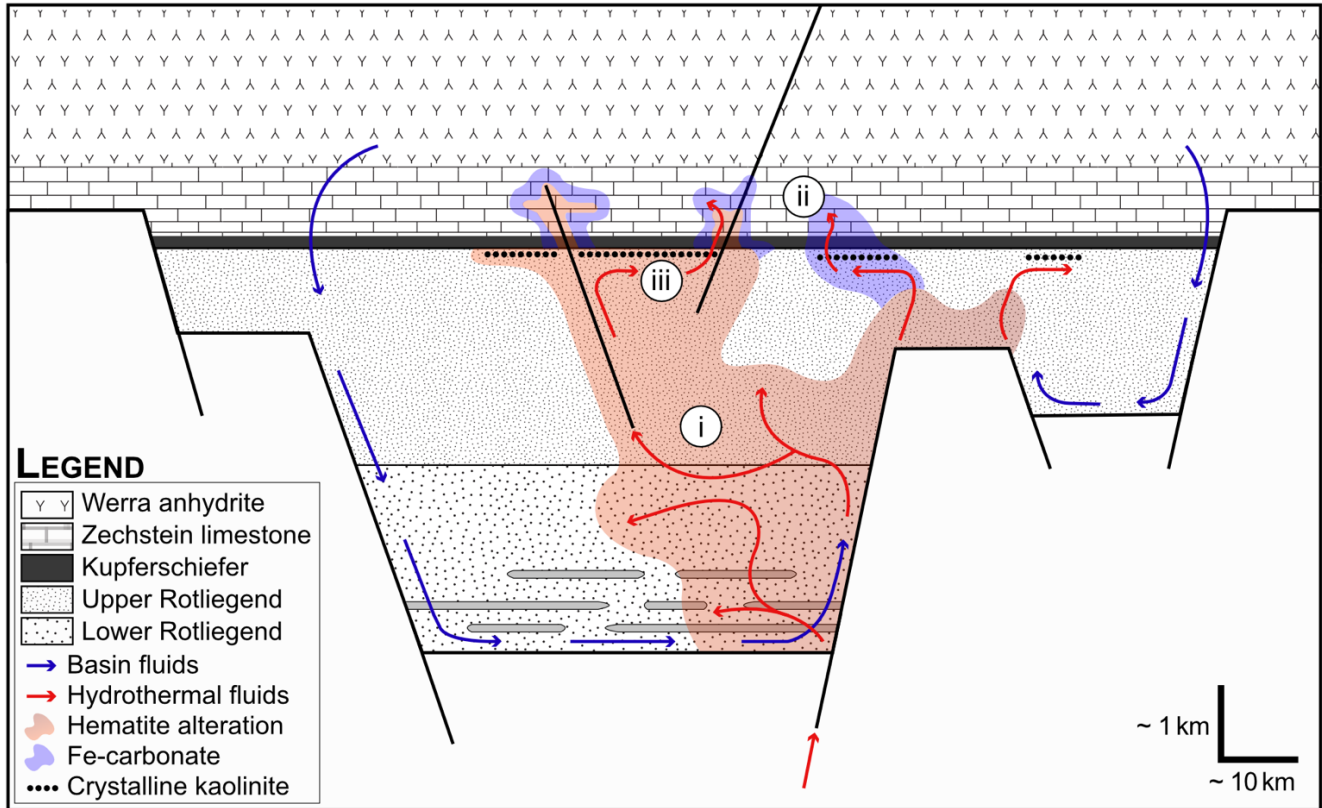 ii
iii
i
LEGEND
Werra anhydrite
Zechstein limestone
Kupferschiefer
Upper Rotliegend
Lower Rotliegend
Basin fluids
Hydrothermal fluids
Hematite alteration
Fe-carbonate
Crystalline kaolinite
~ 1 km
~ 10 km